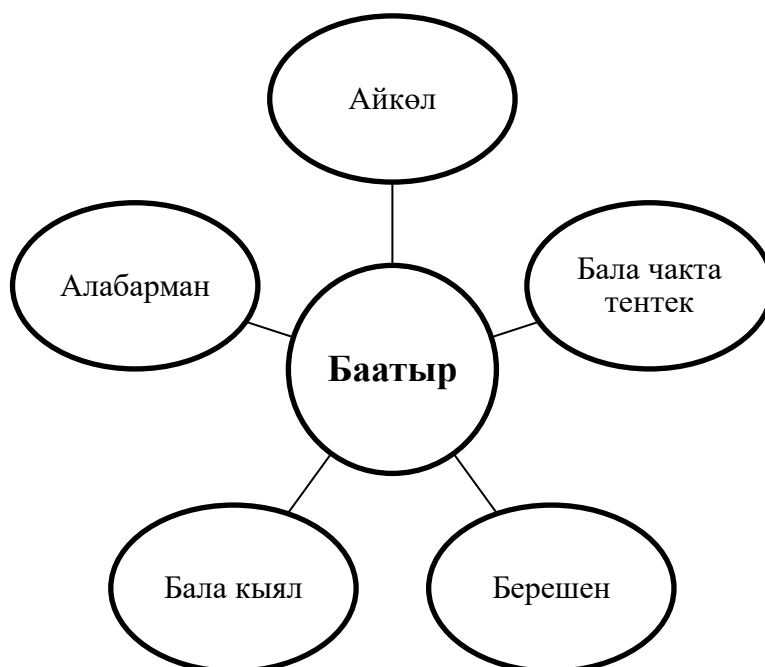 Айкөл
Алабарман
Бала чакта
тентек
Баатыр
Бала кыял
Берешен